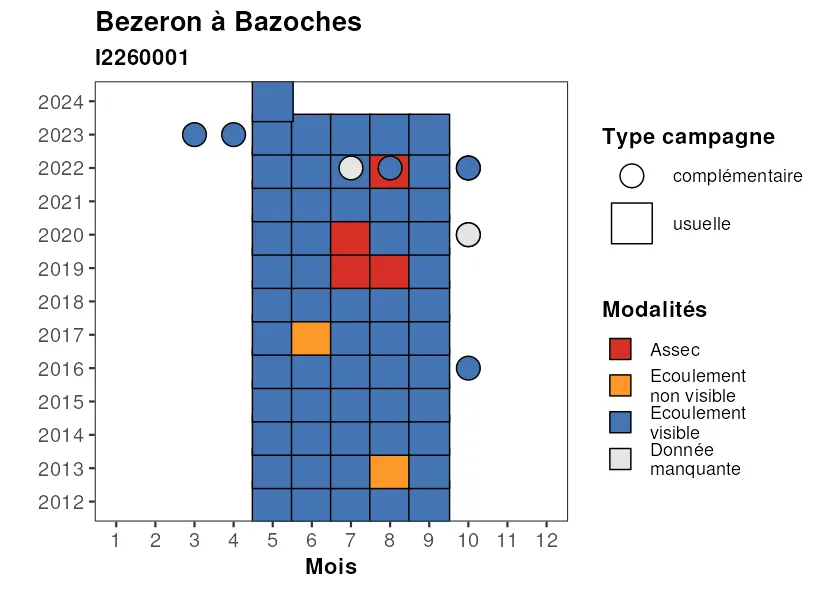 Bezeron à Bazoches
I2260001
2024
2023
2022
2021
2020
2019
2018
2017
2016
2015
2014
2013
2012
1 2 3 4 5 6 7 8 9 10 11 12
Mois
Type campagne
complémentaire
usuelle
Modalités
Assec
Ecoulement
non visible
Ecoulement
visible
Donnée
manquante